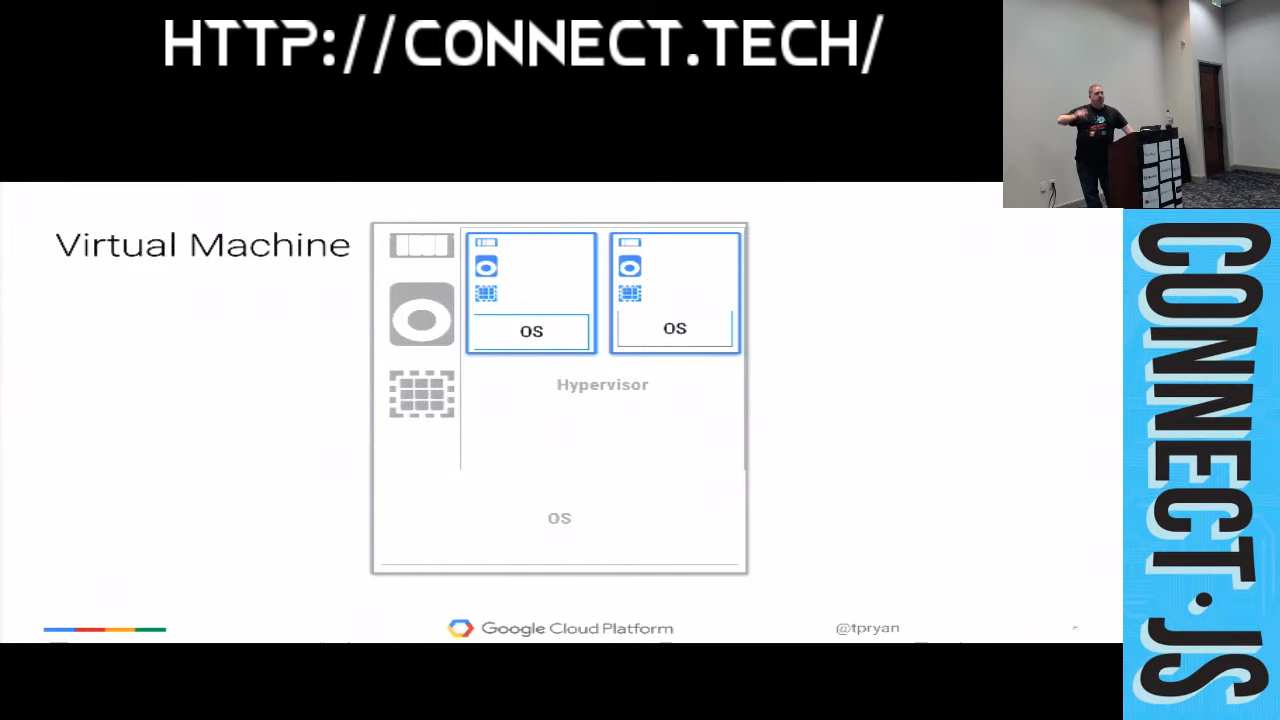 HTTP://CONNECT.TECH/
Virtual Machine
OS
OS
Hypervisor
OS
Google Cloud Platform
@tpryan
CONNECT.JS